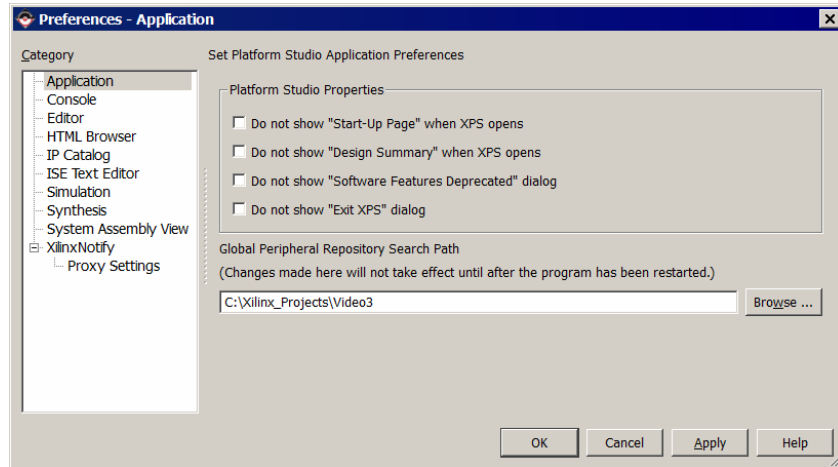 Preferences - Application
Category
Application
Console
Editor
HTML Browser
IP Catalog
ISE Text Editor
Simulation
Synthesis
System Assembly View
XilinxNotify
Proxy Settings
Set Platform Studio Application Preferences
Platform Studio Properties
Do not show "Start-Up Page" when XPS opens
Do not show "Design Summary" when XPS opens
Do not show "Software Features Deprecated" dialog
Do not show "Exit XPS" dialog
Global Peripheral Repository Search Path
(Changes made here will not take effect until after the program has been restarted.)
C:\Xilinx_Projects\Video3
Browse ...
OK
Cancel
Apply
Help